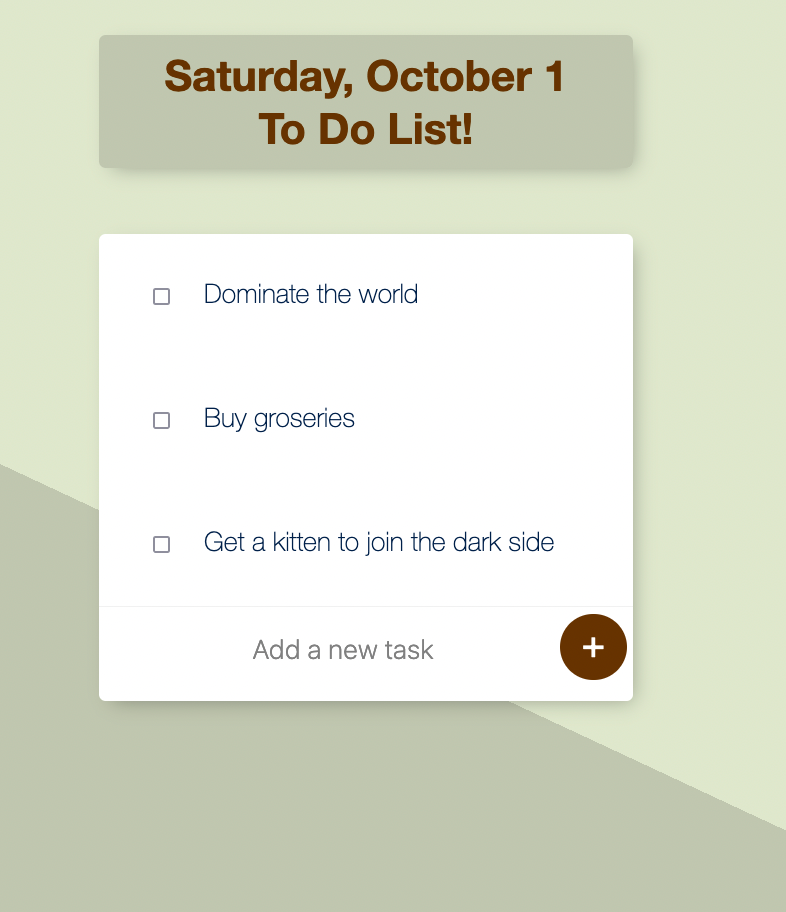 Saturday, October 1
To Do List!
Dominate the world
Buy groseries
Get a kitten to join the dark side
Add a new task
+